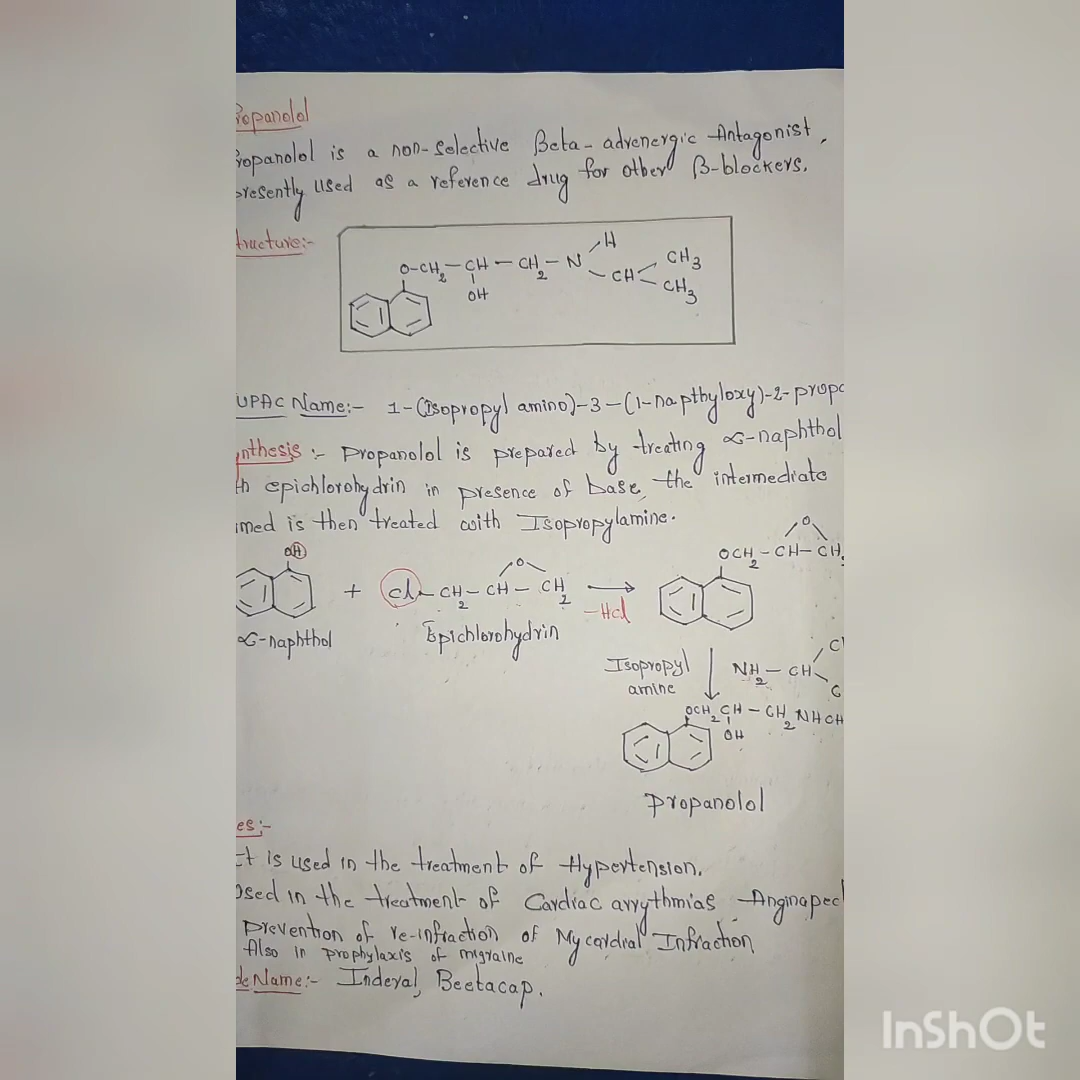 ropanolol
ropanolol is a non-selective Beta-adrenergic Antagonist,
presently used as a reference drug for other β-blockers.
tructure:-
O-CH2-CH-CH2-N
H
CH
CH3
CH3
OH
UPAC Name:- 1-(Isopropyl amino)-3-(1-napthyloxy)-2-propo
nthesis:- Propanolol is prepared by treating α-naphthol
th epichlorohydrin in presence of base, the intermediate
med is then treated with Isopropylamine.
OH
+
Cl-CH2-CH-CH2
O
-Hcl
OCH2-CH-CH2
O
α-naphthol
Epichlorohydrin
Isopropyl
amine
NH2-CH
C
C
OCH2CH-CH2NHCH
OH
Propanolol
es:-
It is used in the treatment of Hypertension.
Used in the treatment of Cardiac arrythmias Anginapec
Prevention of re-infraction of Mycardial Infraction
Also in prophylaxis of migraine
de Name:- Inderal, Beetacap.
InShOt